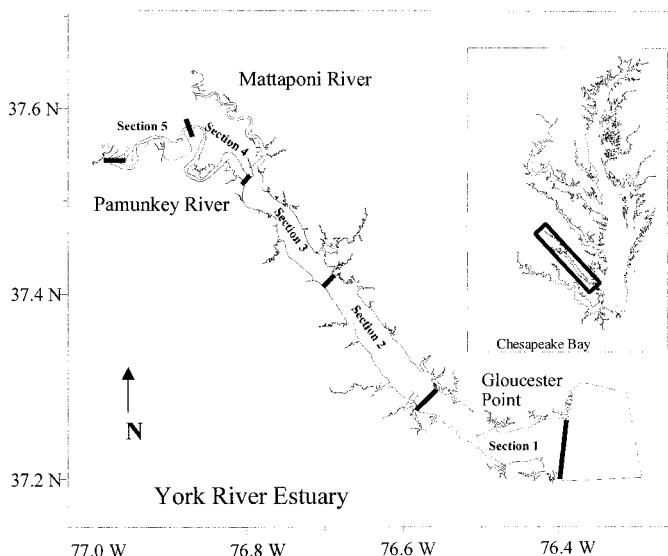 Mattaponi River
37.6 N
Section 5
Section 4
Pamunkey River
Section 3
37.4 N
Section 2
Chesapeake Bay
Gloucester
Point
N
Section 1
37.2 N
York River Estuary
77.0 W
76.8 W
76.6 W
76.4 W